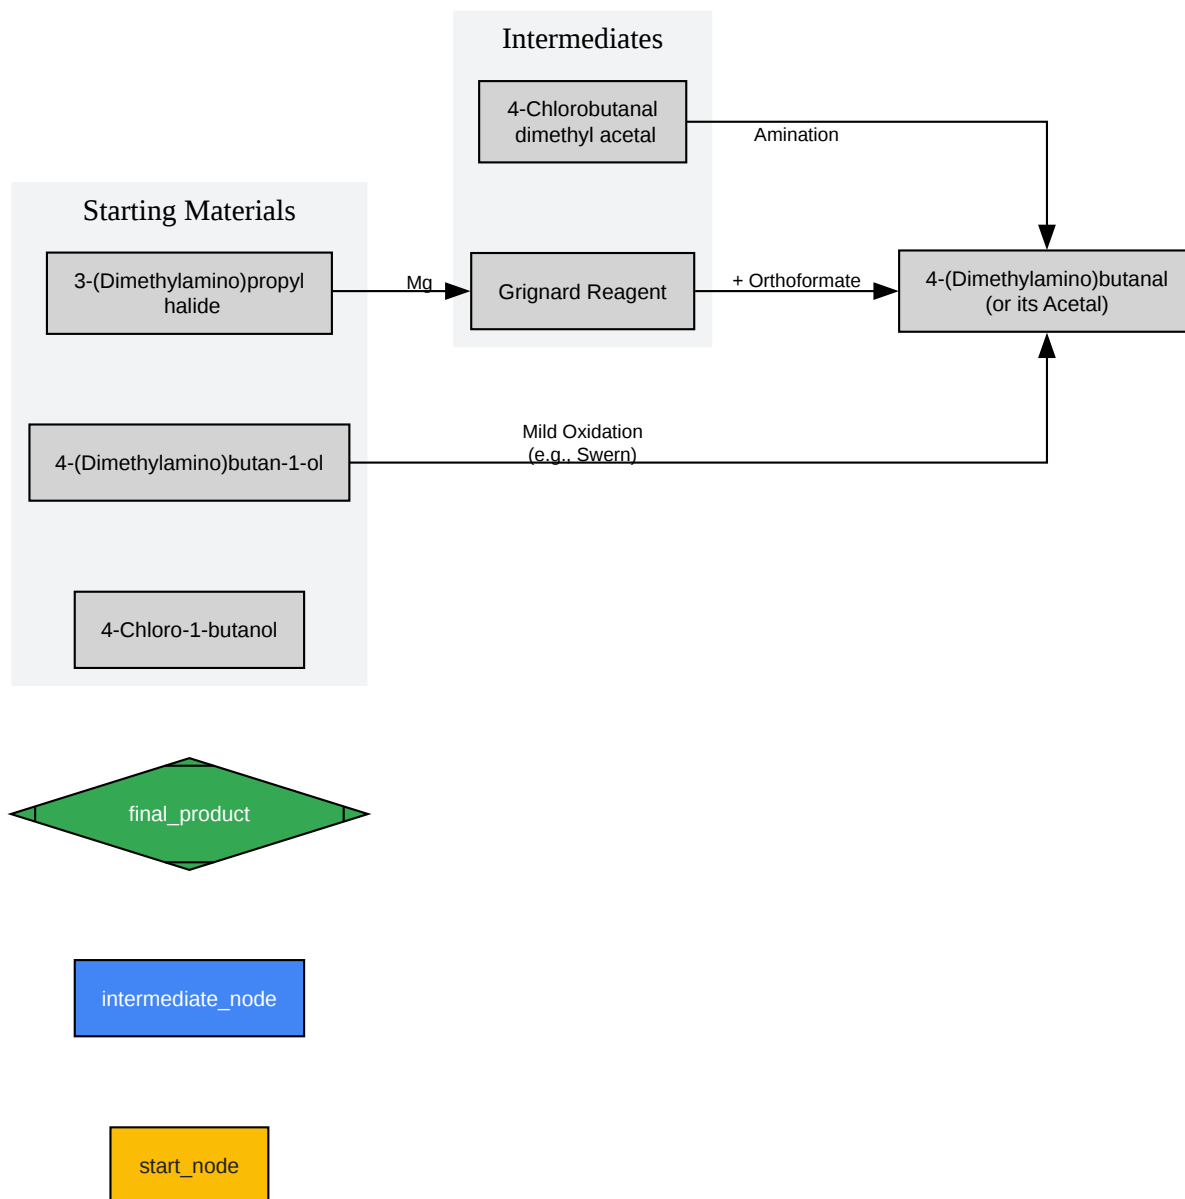 Intermediates
4-Chlorobutanal
dimethyl acetal
Amination
Starting Materials
3-(Dimethylamino)propyl
halide
Mg
Grignard Reagent
+ Orthoformate
4-(Dimethylamino)butanal
(or its Acetal)
Mild Oxidation
(e.g., Swern)
4-(Dimethylamino)butan-1-ol
4-Chloro-1-butanol
final_product
intermediate_node
start_node